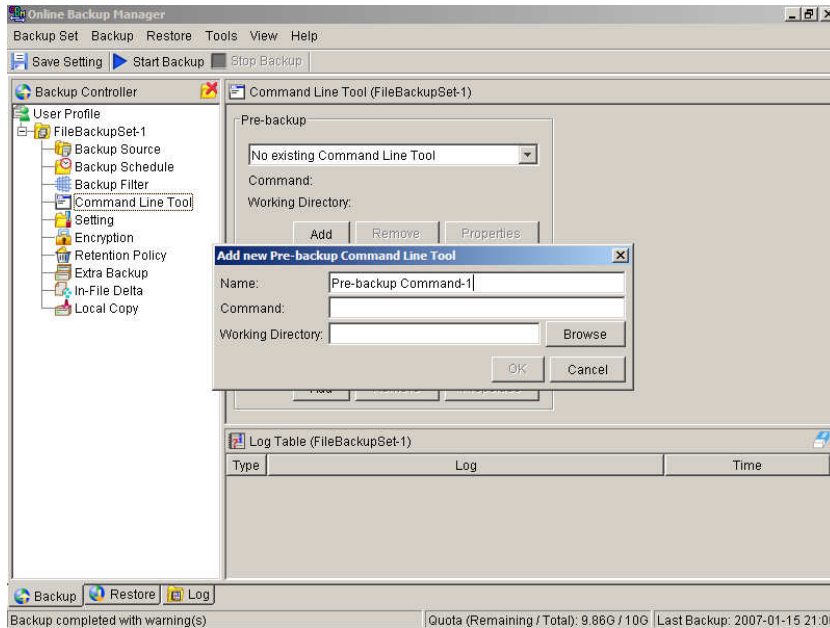 Online Backup Manager
Backup Set Backup Restore Tools View Help
Save Setting Start Backup Stop Backup
Backup Controller
User Profile
FileBackupSet-1
Backup Source
Backup Schedule
Backup Filter
Command Line Tool
Setting
Encryption
Retention Policy
Extra Backup
In-File Delta
Local Copy
Command Line Tool (FileBackupSet-1)
Pre-backup
No existing Command Line Tool
Command:
Working Directory:
Add Remove Properties
Add new Pre-backup Command Line Tool
Name: Pre-backup Command-1
Command:
Working Directory: Browse
OK Cancel
Add Remove Properties
Log Table (FileBackupSet-1)
Type Log Time
Backup Restore Log
Backup completed with warning(s) Quota (Remaining / Total): 9.86G / 10G Last Backup: 2007-01-15 21:0